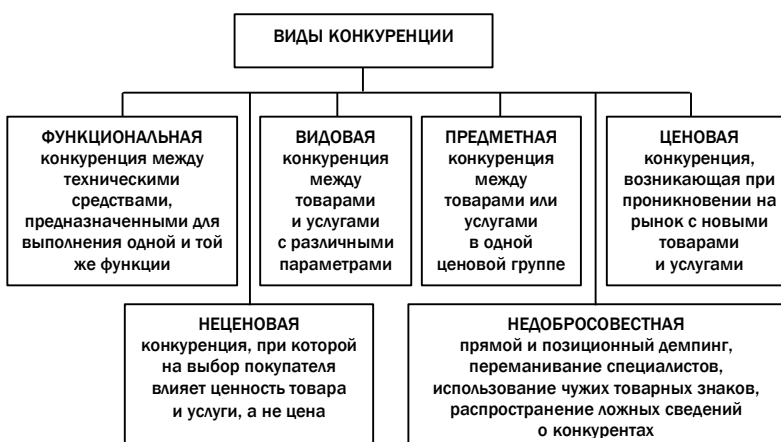 ВИДЫ КОНКУРЕНЦИИ
ФУНКЦИОНАЛЬНАЯ
конкуренция между
техническими
средствами,
предназначенными для
выполнения одной и той
же функции
ВИДОВАЯ
конкуренция
между
товарами
и услугами
с различными
параметрами
ПРЕДМЕТНАЯ
конкуренция
между
товарами или
услугами
в одной
ценовой группе
ЦЕНОВАЯ
конкуренция,
возникающая при
проникновении на
рынок с новыми
товарами
и услугами
НЕЦЕНОВАЯ
конкуренция, при которой
на выбор покупателя
влияет ценность товара
и услуги, а не цена
НЕДОБРОСОВЕСТНАЯ
прямой и позиционный демпинг,
переманивание специалистов,
использование чужих товарных знаков,
распространение ложных сведений
о конкурентах